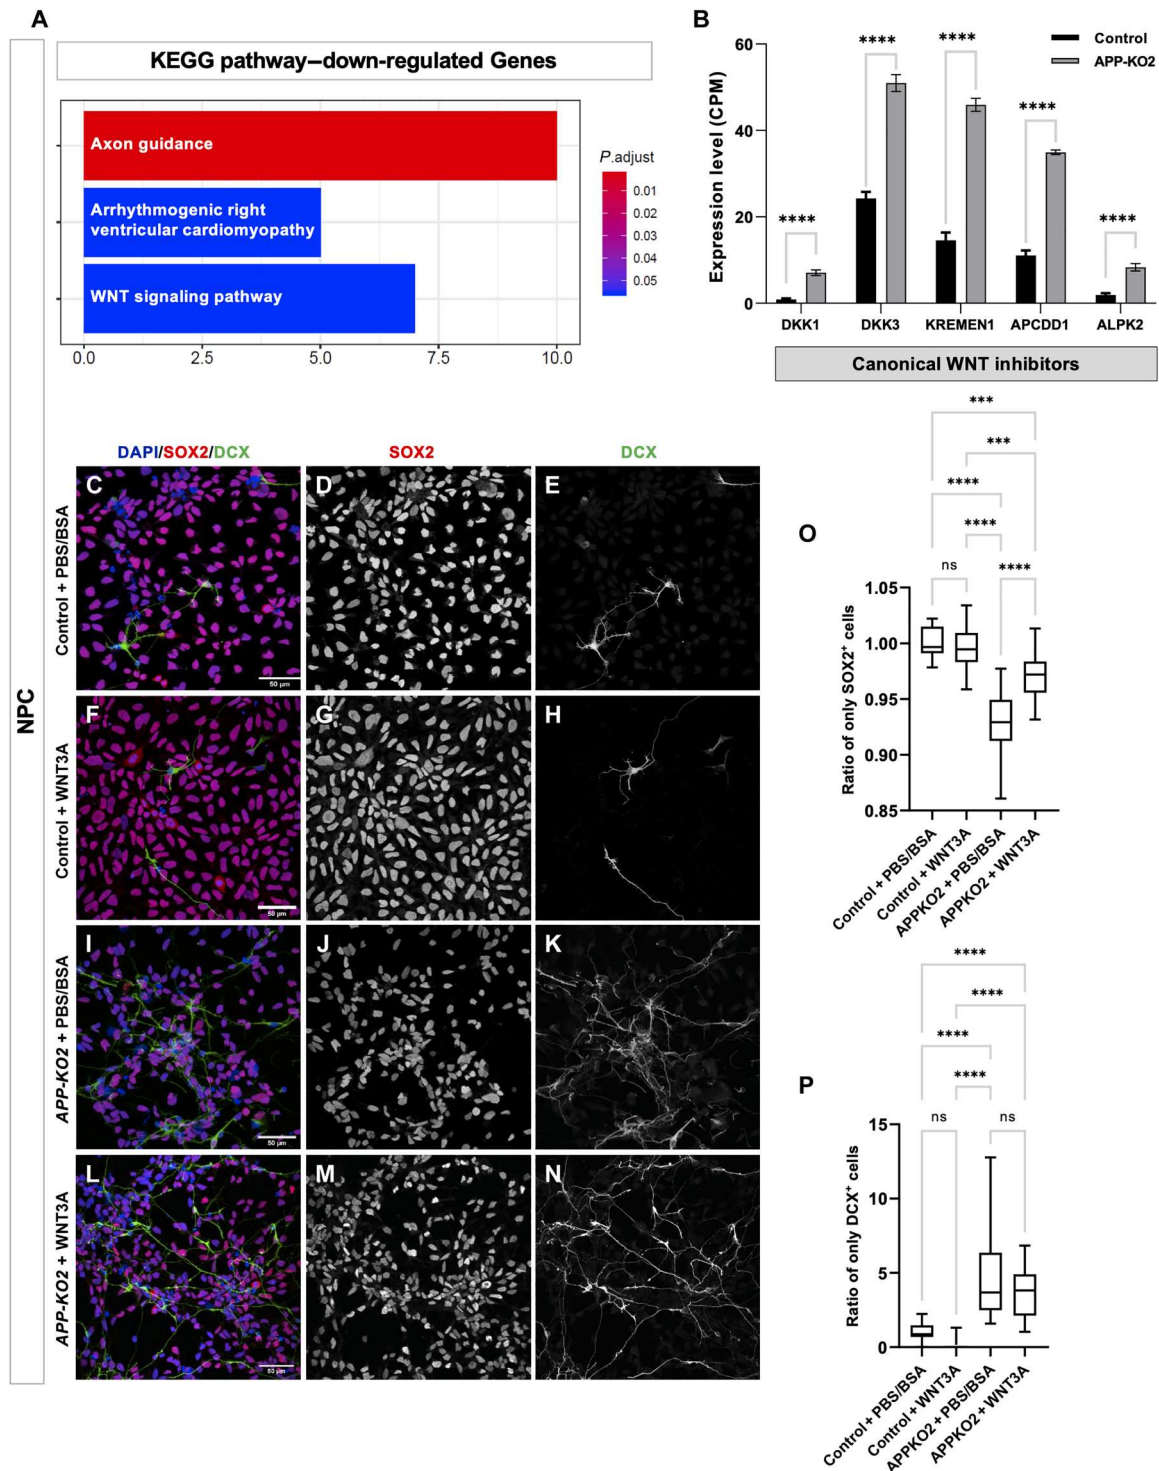 A
KEGG pathway–down-regulated Genes
Axon guidance
Arrhythmogenic right
ventricular cardiomyopathy
WNT signaling pathway
0.0 2.5 5.0 7.5 10.0
P.adjust
0.01
0.02
0.03
0.04
0.05
B
Control
APP-KO2
Expression level (CPM)
60
40
20
0
**** **** **** **** ****
DKK1 DKK3 KREMEN1 APCDD1 ALPK2
Canonical WNT inhibitors
NPC
DAPI/SOX2/DCX SOX2 DCX
Control + PBS/BSA
C D E
50 µm
Control + WNT3A
F G H
50 µm
APP-KO2 + PBS/BSA
I J K
50 µm
APP-KO2 + WNT3A
L M N
50 µm
O
***
***
****
****
ns ****
Ratio of only SOX2+ cells
1.05
1.00
0.95
0.90
0.85
Control + PBS/BSA
Control + WNT3A
APPKO2 + PBS/BSA
APPKO2 + WNT3A
P
****
****
****
****
ns ns
Ratio of only DCX+ cells
15
10
5
0
Control + PBS/BSA
Control + WNT3A
APPKO2 + PBS/BSA
APPKO2 + WNT3A